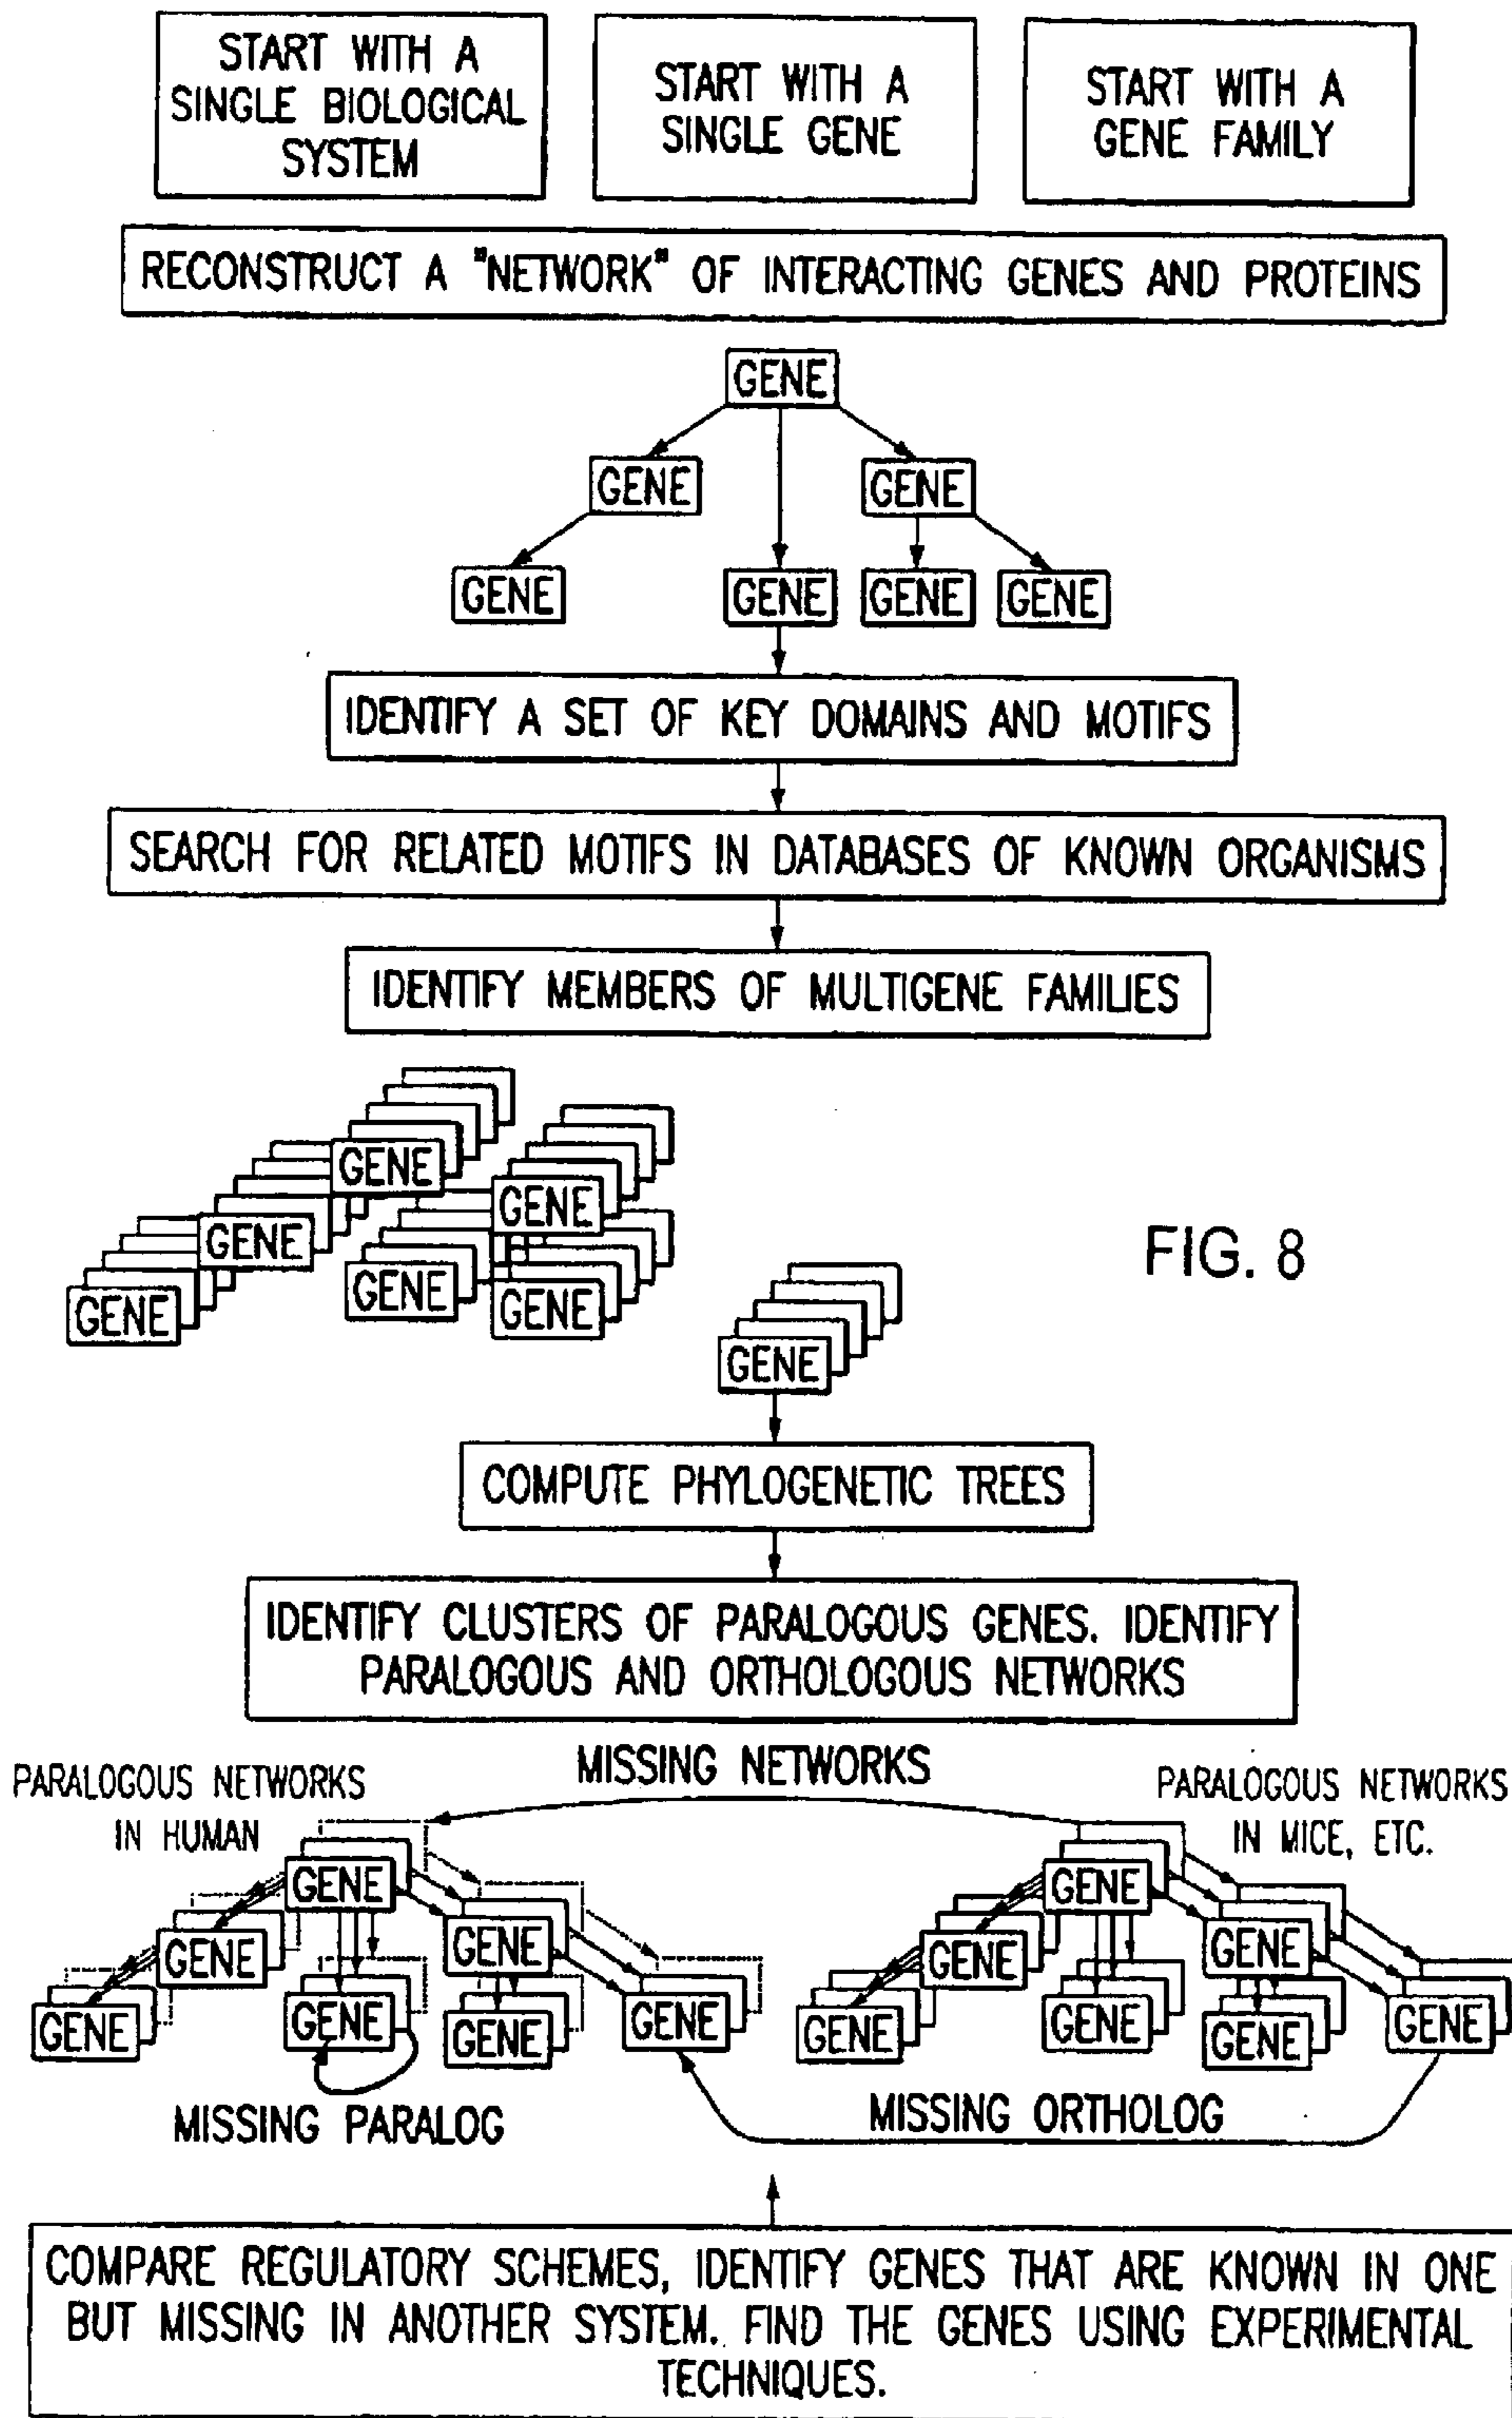 START WITH A
SINGLE BIOLOGICAL
SYSTEM
START WITH A
SINGLE GENE
START WITH A
GENE FAMILY
RECONSTRUCT A "NETWORK" OF INTERACTING GENES AND PROTEINS
GENE
GENE GENE
GENE GENE GENE GENE
IDENTIFY A SET OF KEY DOMAINS AND MOTIFS
SEARCH FOR RELATED MOTIFS IN DATABASES OF KNOWN ORGANISMS
IDENTIFY MEMBERS OF MULTIGENE FAMILIES
GENE
GENE
GENE
GENE
GENE
GENE
GENE
FIG. 8
COMPUTE PHYLOGENETIC TREES
IDENTIFY CLUSTERS OF PARALOGOUS GENES. IDENTIFY
PARALOGOUS AND ORTHOLOGOUS NETWORKS
MISSING NETWORKS
PARALOGOUS NETWORKS
IN HUMAN
PARALOGOUS NETWORKS
IN MICE, ETC.
GENE GENE
GENE GENE GENE GENE
GENE GENE GENE GENE GENE GENE GENE GENE
MISSING PARALOG
MISSING ORTHOLOG
COMPARE REGULATORY SCHEMES, IDENTIFY GENES THAT ARE KNOWN IN ONE
BUT MISSING IN ANOTHER SYSTEM. FIND THE GENES USING EXPERIMENTAL
TECHNIQUES.